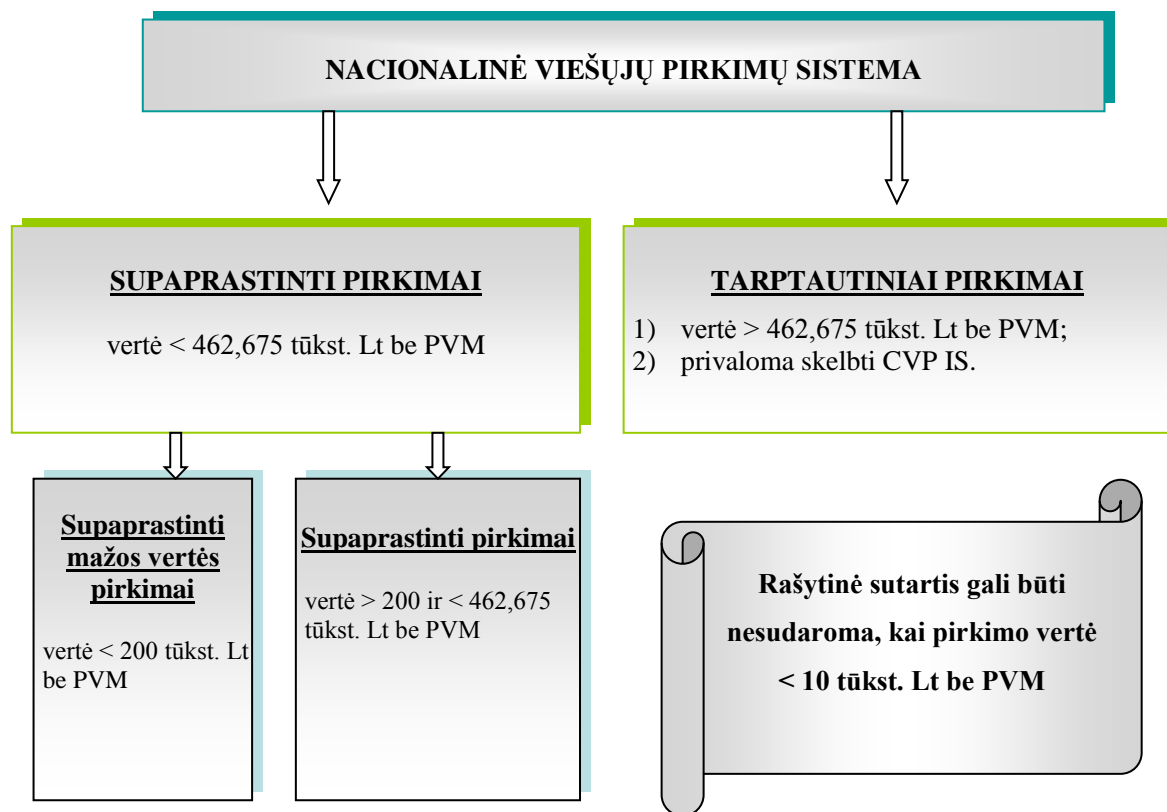 NACIONALINĖ VIEŠŲJŲ PIRKIMŲ SISTEMA
SUPAPRASTINTI PIRKIMAI
vertė < 462,675 tūkst. Lt be PVM
TARPTAUTINIAI PIRKIMAI
1) vertė > 462,675 tūkst. Lt be PVM;
2) privaloma skelbti CVP IS.
Supaprastinti
mažos vertės
pirkimai
vertė < 200 tūkst. Lt
be PVM
Supaprastinti pirkimai
vertė > 200 ir < 462,675
tūkst. Lt be PVM
Rašytinė sutartis gali būti
nesudaroma, kai pirkimo vertė
< 10 tūkst. Lt be PVM